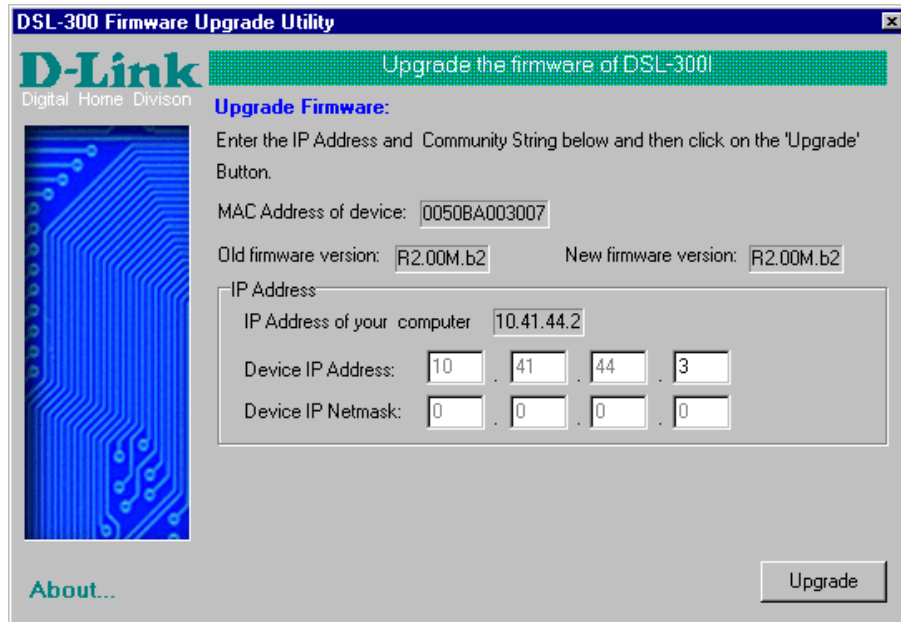 DSL-300 Firmware Upgrade Utility
D-Link
Digital Home Divison
Upgrade the firmware of DSL-300I
Upgrade Firmware:
Enter the IP Address and Community String below and then click on the 'Upgrade'
Button.
MAC Address of device: 0050BA003007
Old firmware version: R2.00M.b2 New firmware version: R2.00M.b2
IP Address
IP Address of your computer 10.41.44.2
Device IP Address: 10 . 41 . 44 . 3
Device IP Netmask: 0 . 0 . 0 . 0
About...
Upgrade